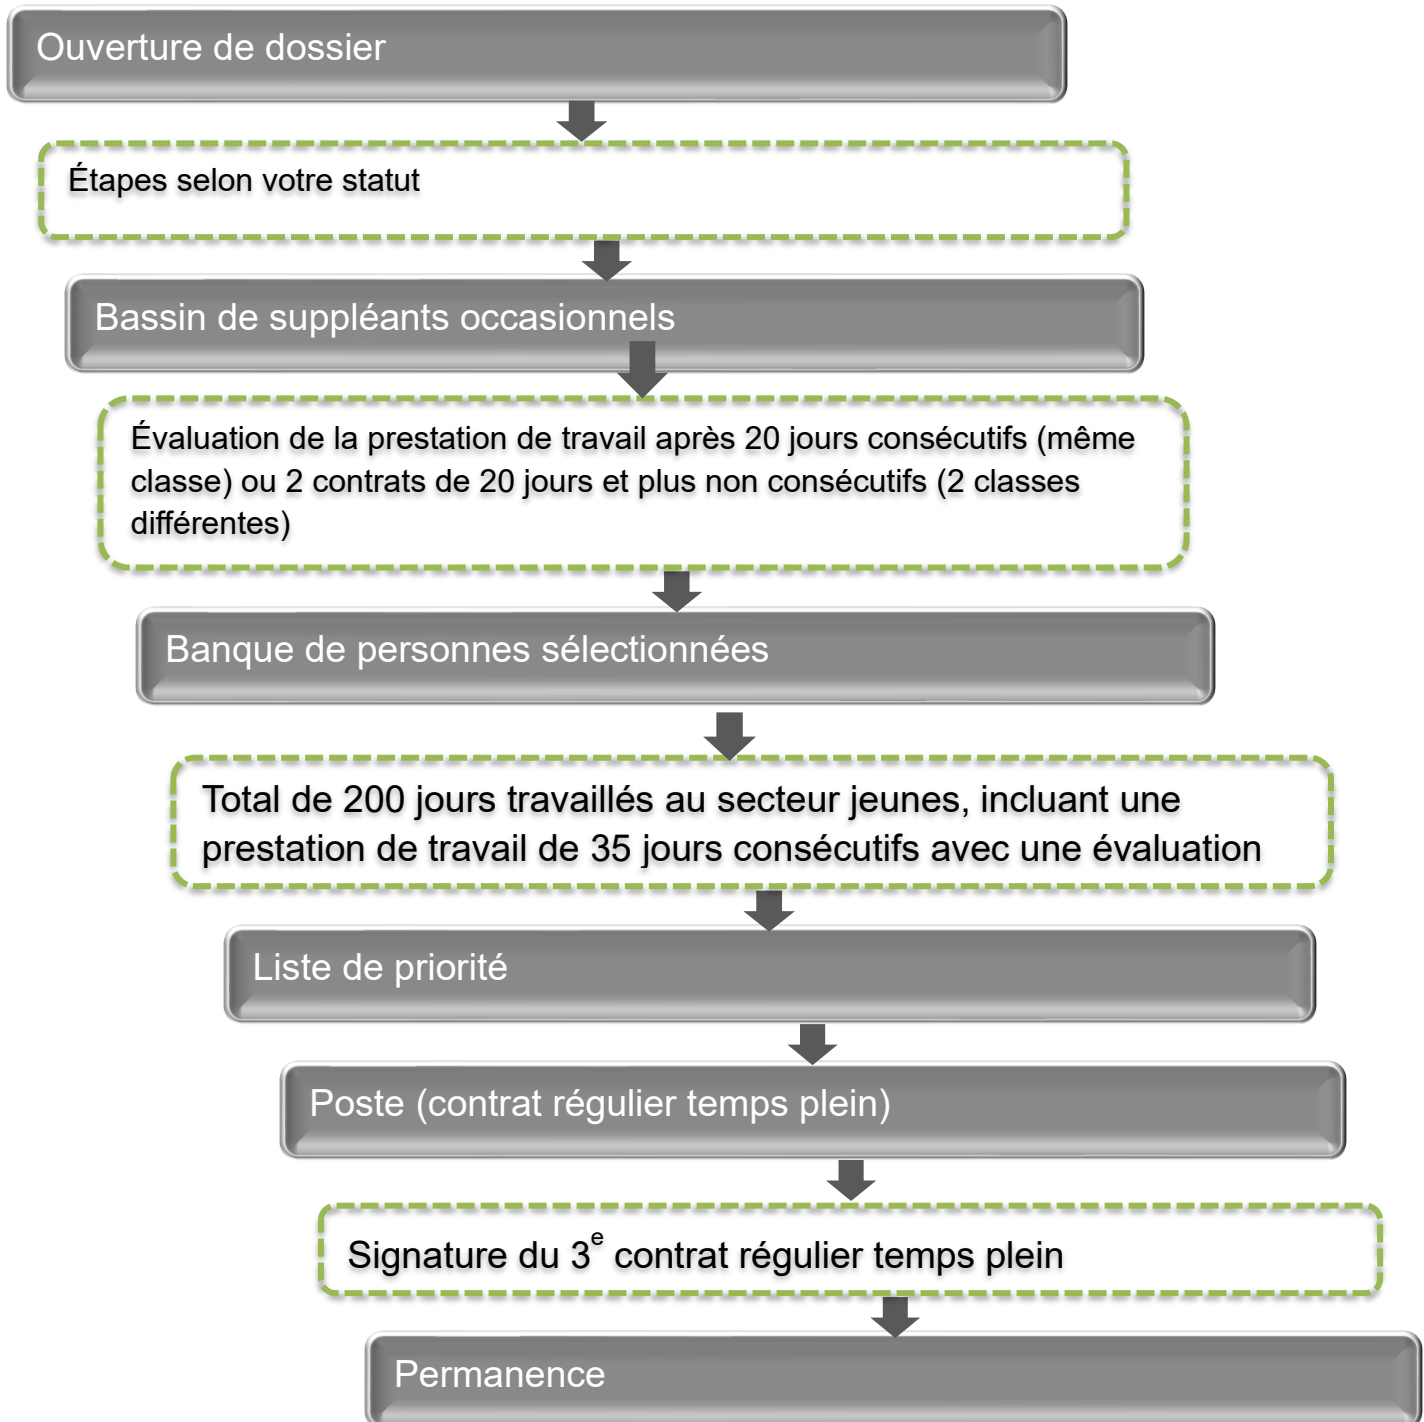 Ouverture de dossier
Étapes selon votre statut
Bassin de suppléants occasionnels
Évaluation de la prestation de travail après 20 jours consécutifs (même
classe) ou 2 contrats de 20 jours et plus non consécutifs (2 classes
différentes)
Banque de personnes sélectionnées
Total de 200 jours travaillés au secteur jeunes, incluant une
prestation de travail de 35 jours consécutifs avec une évaluation
Liste de priorité
Poste (contrat régulier temps plein)
Signature du 3e contrat régulier temps plein
Permanence